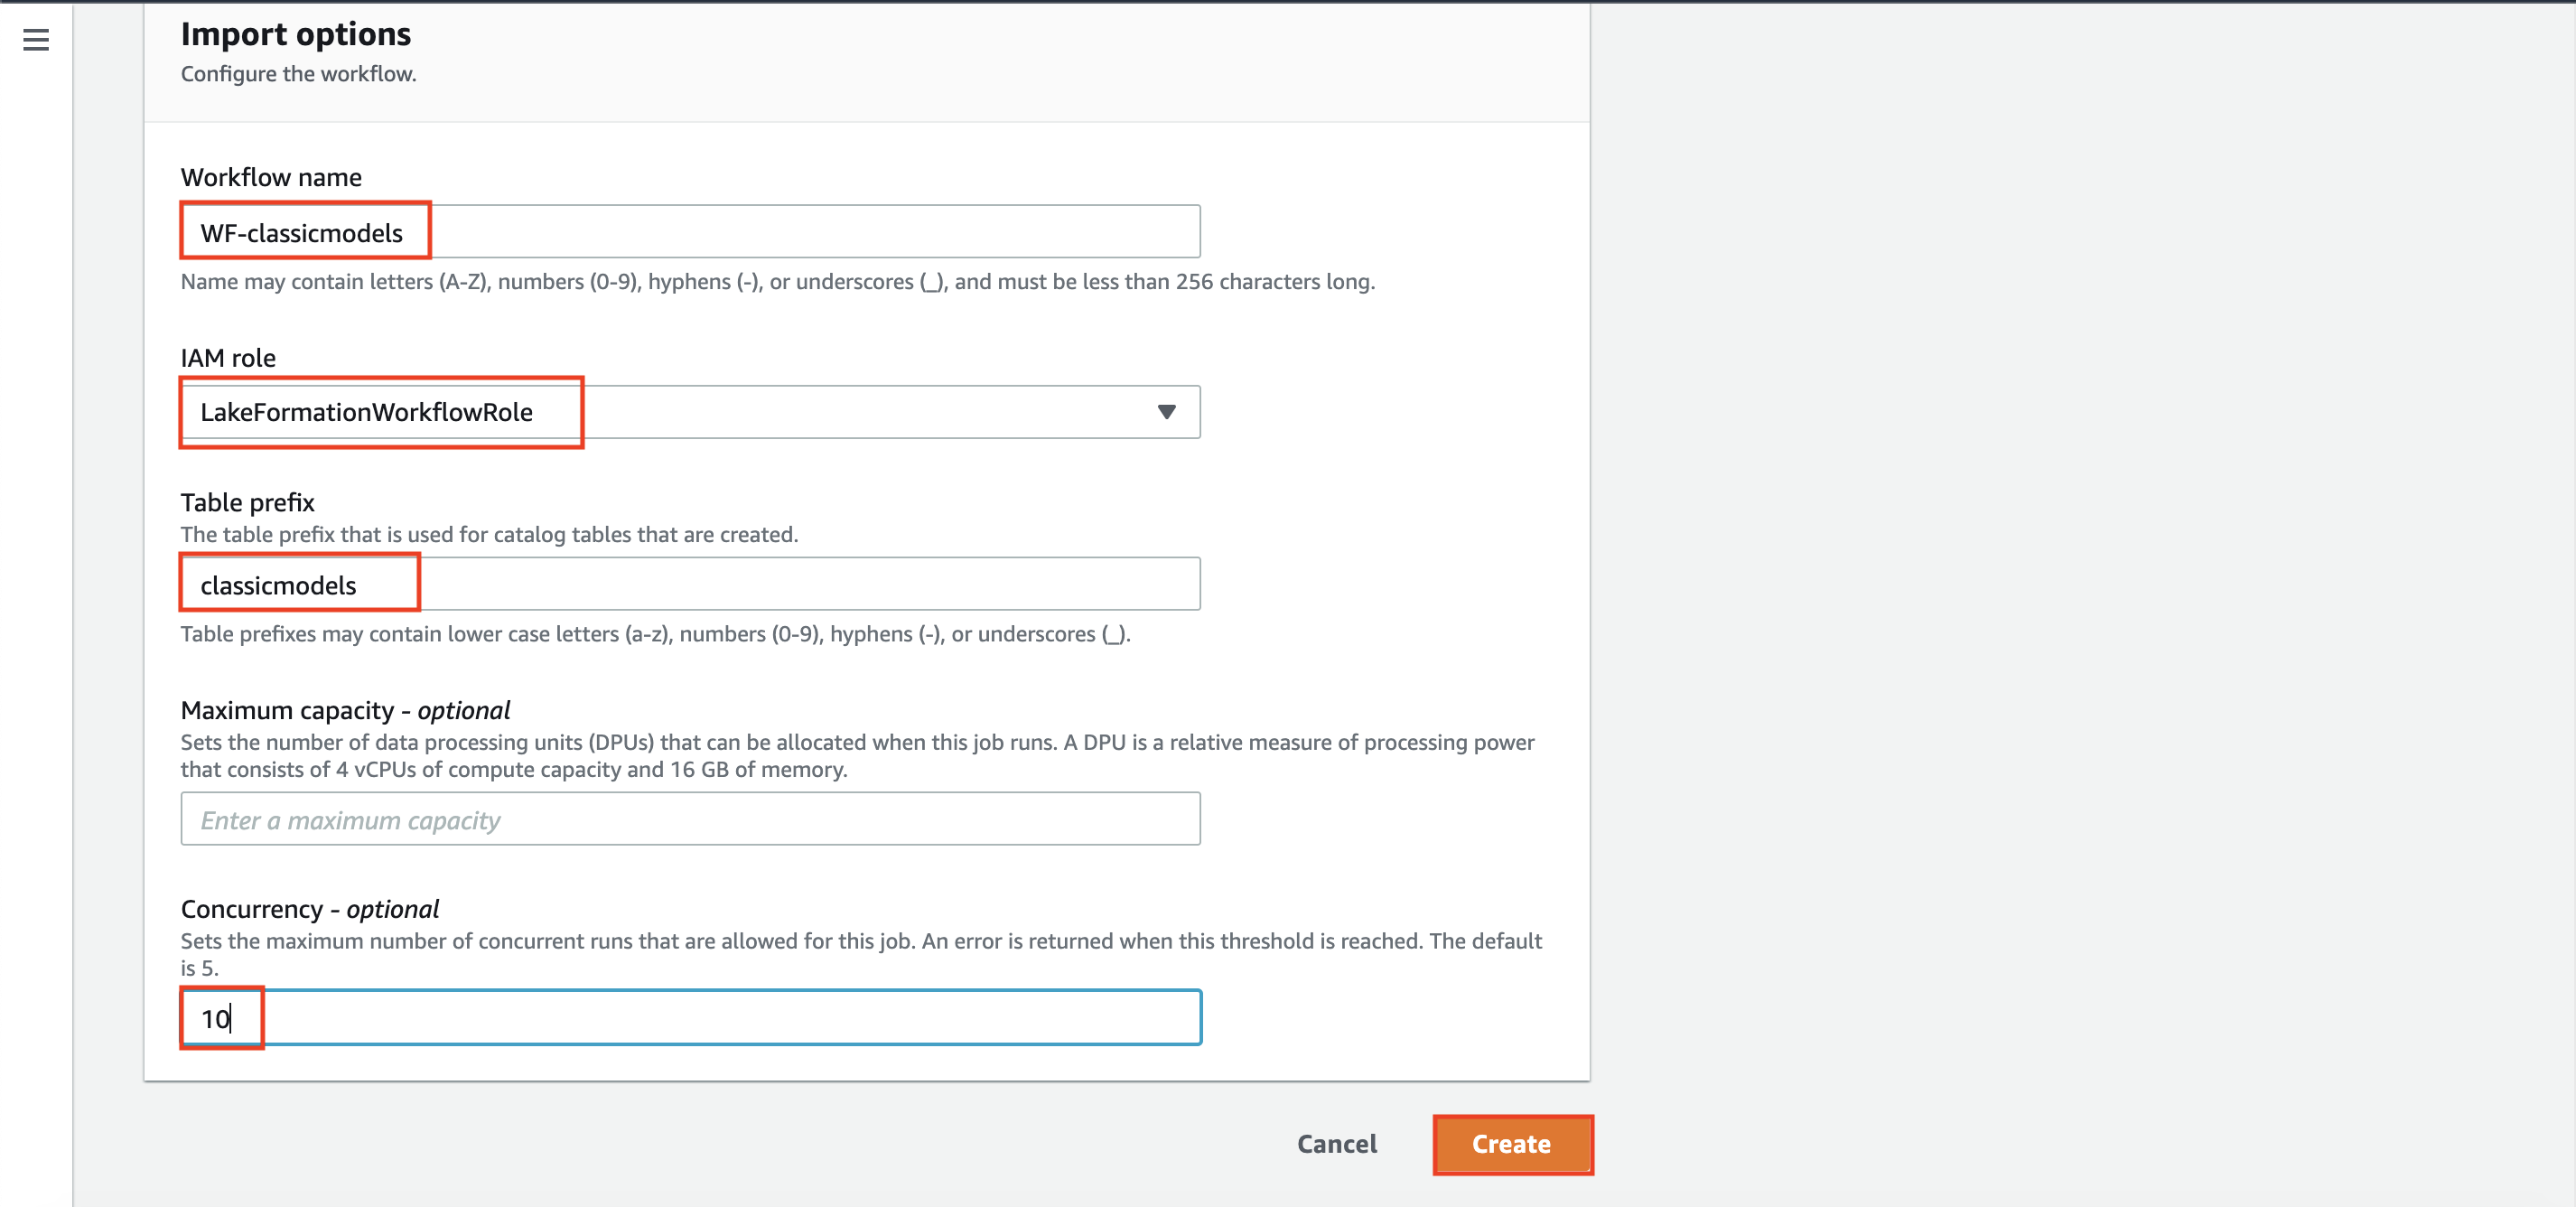 Import options
Configure the workflow.
Workflow name
WF-classicmodels
Name may contain letters (A-Z), numbers (0-9), hyphens (-), or underscores (_), and must be less than 256 characters long.
IAM role
LakeFormationWorkflowRole
Table prefix
The table prefix that is used for catalog tables that are created.
classicmodels
Table prefixes may contain lower case letters (a-z), numbers (0-9), hyphens (-), or underscores (_).
Maximum capacity - optional
Sets the number of data processing units (DPUs) that can be allocated when this job runs. A DPU is a relative measure of processing power
that consists of 4 vCPUs of compute capacity and 16 GB of memory.
Enter a maximum capacity
Concurrency - optional
Sets the maximum number of concurrent runs that are allowed for this job. An error is returned when this threshold is reached. The default
is 5.
10
Cancel
Create